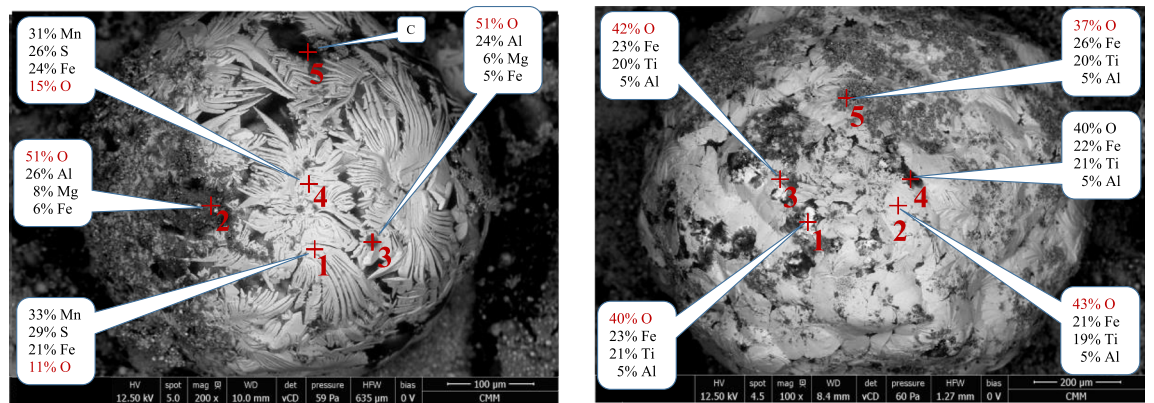 31% Mn
26% S
24% Fe
15% O
C
51% O
24% Al
6% Mg
5% Fe
51% O
26% Al
8% Mg
6% Fe
33% Mn
29% S
21% Fe
11% O
5
4
2
3
1
HV spot mag WD det pressure HFW bias 100 µm
12.50 kV 5.0 200 x 10.0 mm vCD 59 Pa 635 µm 0 V CMM
42% O
23% Fe
20% Ti
5% Al
37% O
26% Fe
20% Ti
5% Al
40% O
22% Fe
21% Ti
5% Al
40% O
23% Fe
21% Ti
5% Al
43% O
21% Fe
19% Ti
5% Al
5
3
4
1
2
HV spot mag WD det pressure HFW bias 200 µm
12.50 kV 4.5 100 x 8.4 mm vCD 60 Pa 1.27 mm 0 V CMM